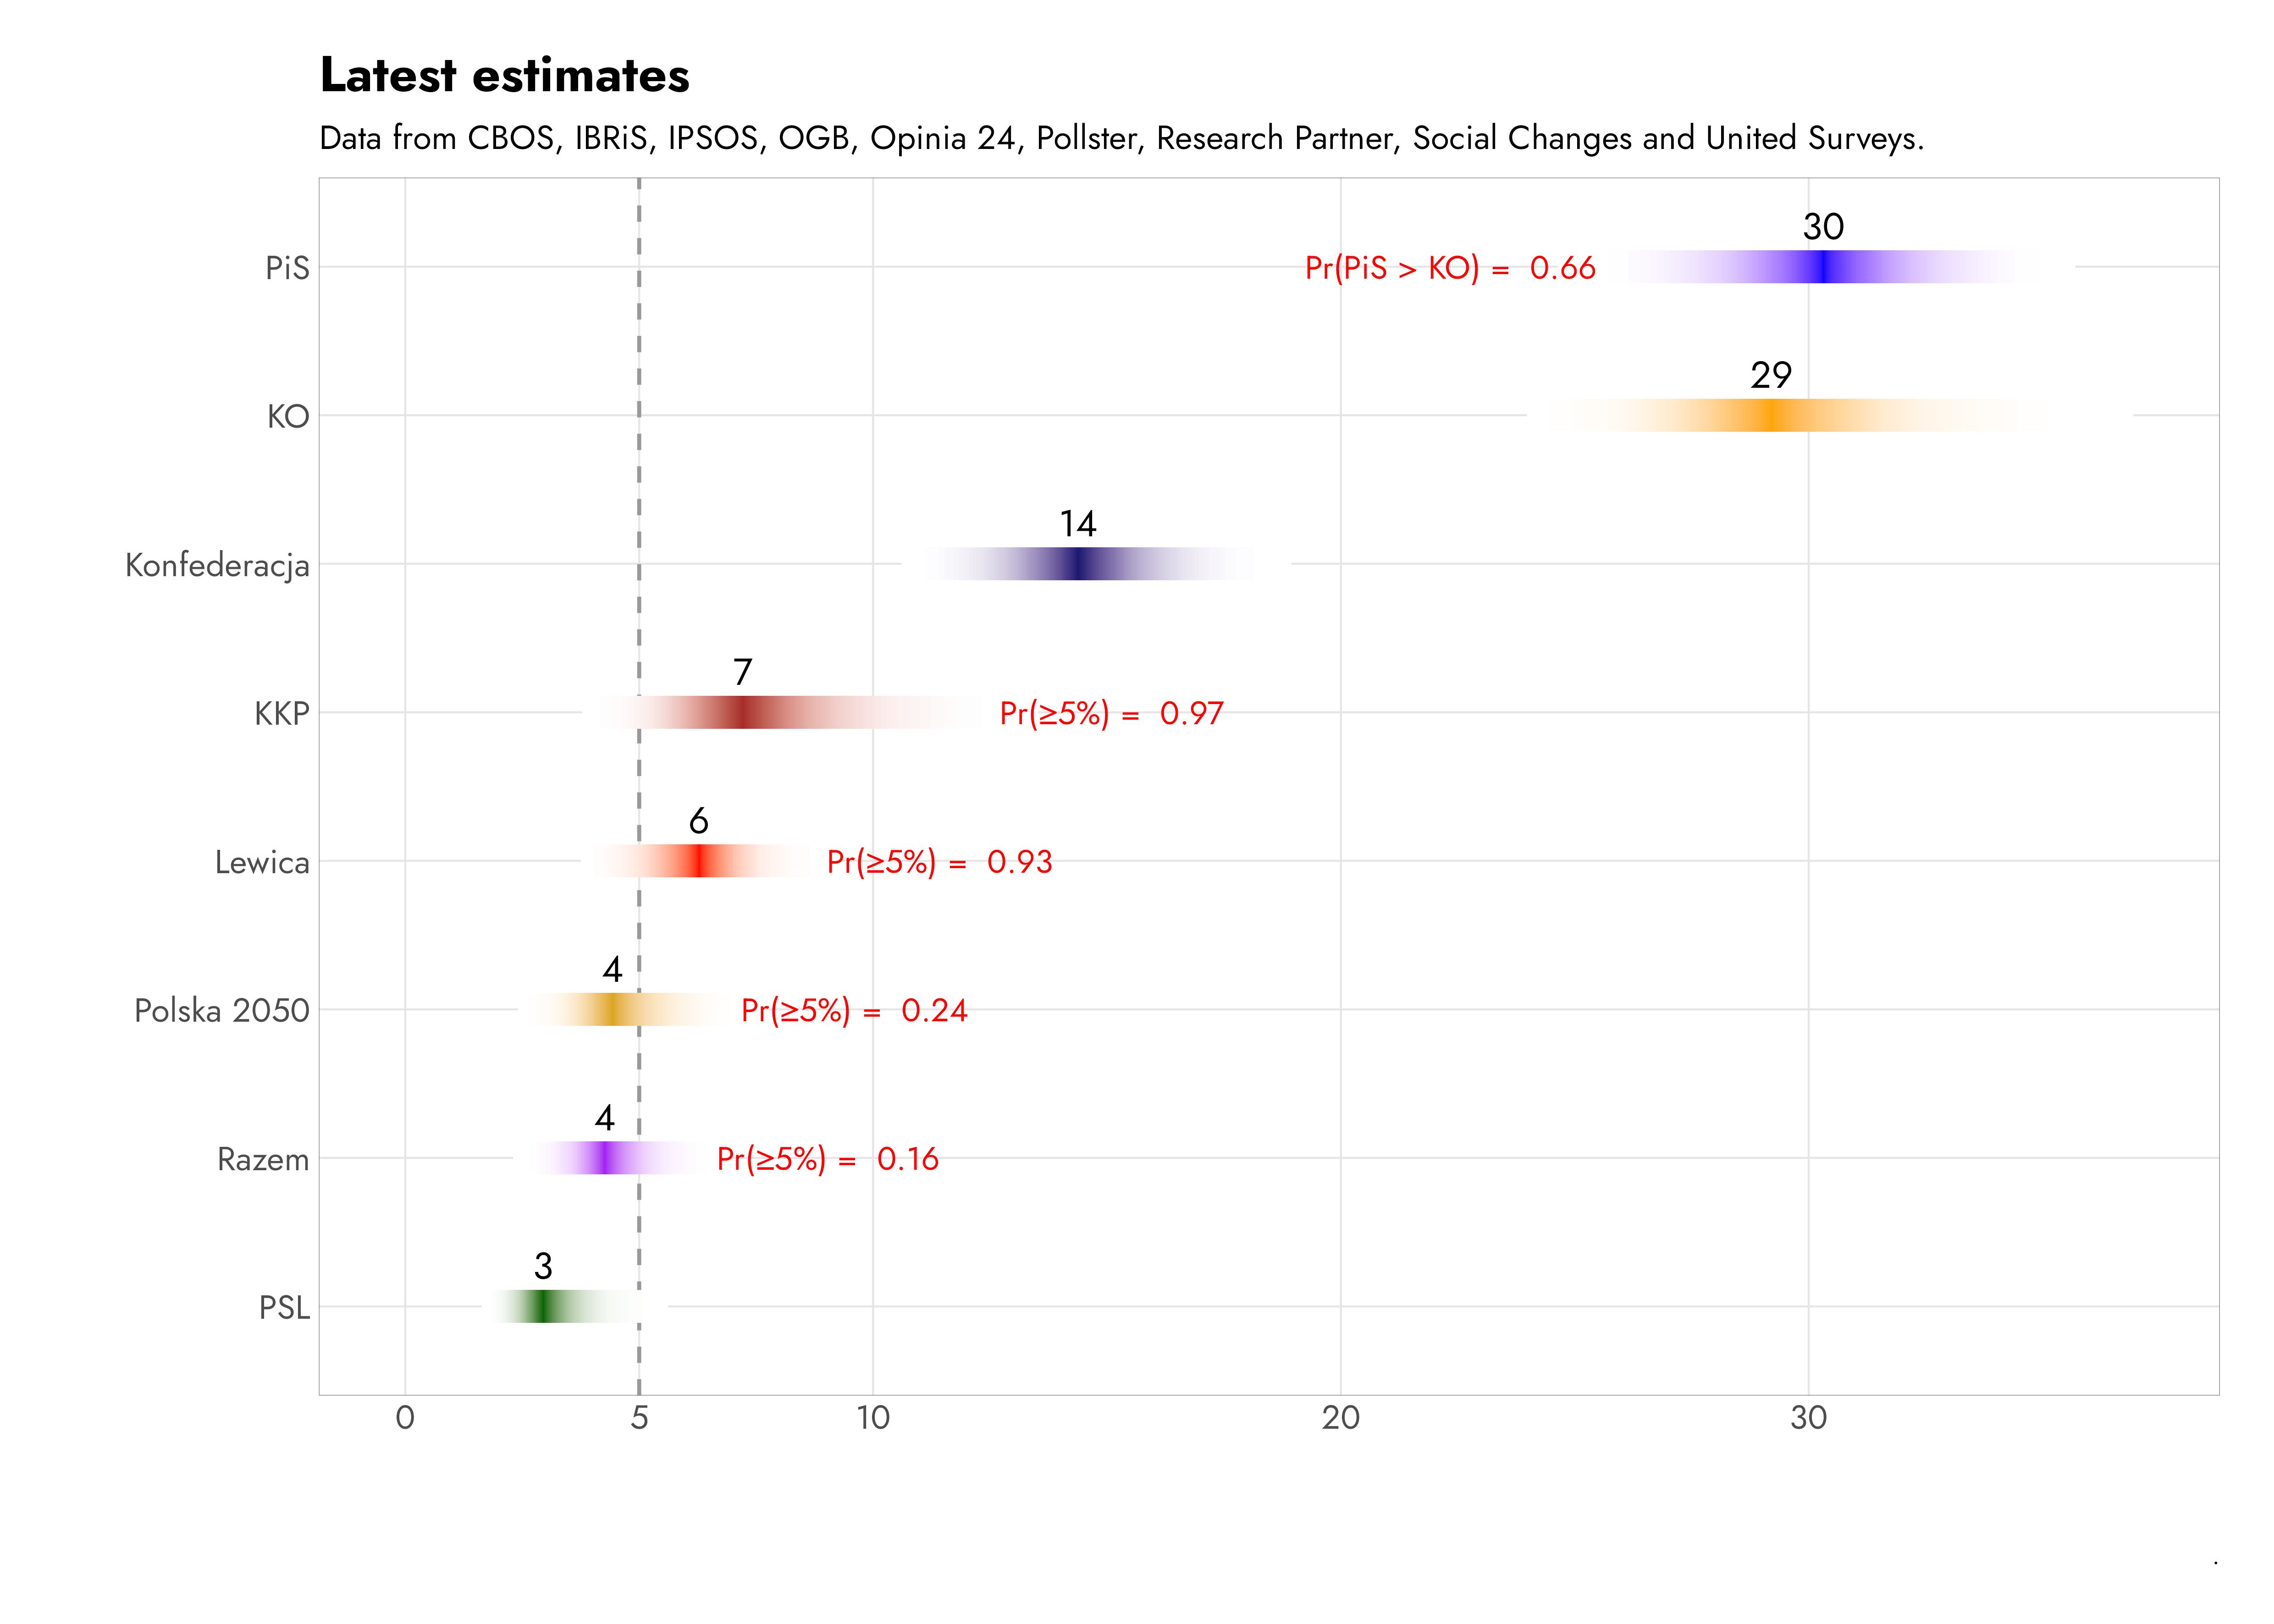 Latest estimates
Data from CBOS, IBRiS, IPSOS, OGB, Opinia 24, Pollster, Research Partner, Social Changes and United Surveys.
30
PiS
Pr(PiS > KO) = 0.66
29
KO
14
Konfederacja
7
KKP
Pr(≥5%) = 0.97
6
Lewica
Pr(≥5%) = 0.93
4
Polska 2050
Pr(≥5%) = 0.24
4
Razem
Pr(≥5%) = 0.16
3
PSL
0 5 10 20 30
.